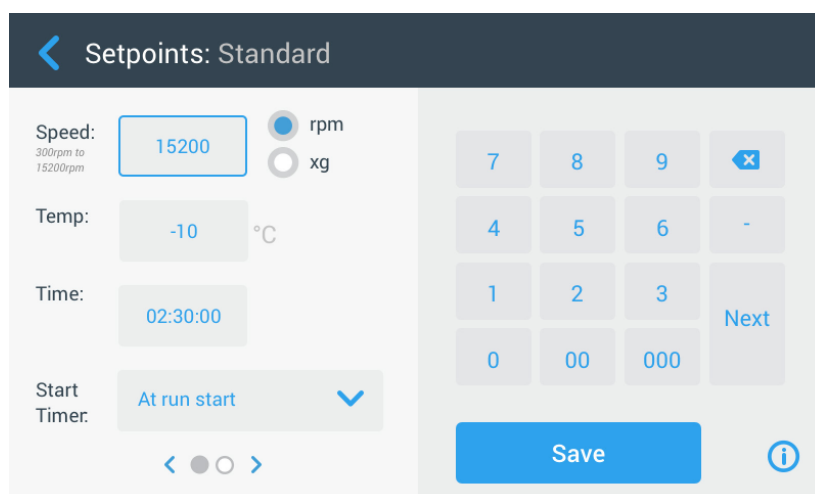 Setpoints: Standard
Speed:
300rpm to
15200rpm
15200
rpm
xg
Temp:
-10
°C
Time:
02:30:00
Start
Timer:
At run start
7 8 9
4 5 6 -
1 2 3
Next
0 00 000
Save